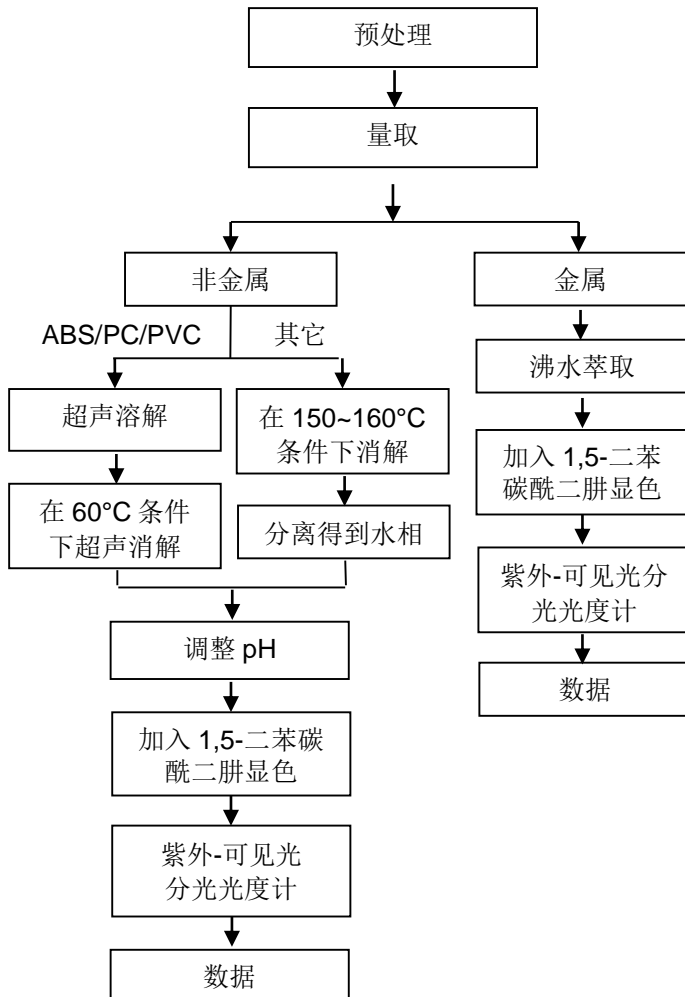 预处理
量取
非金属
金属
ABS/PC/PVC
其它
沸水萃取
超声溶解
在 150~160°C
条件下消解
加入 1,5-二苯
碳酰二肼显色
在 60°C 条件
下超声消解
分离得到水相
紫外-可见光分
光光度计
调整 pH
数据
加入 1,5-二苯碳
酰二肼显色
紫外-可见光
分光光度计
数据